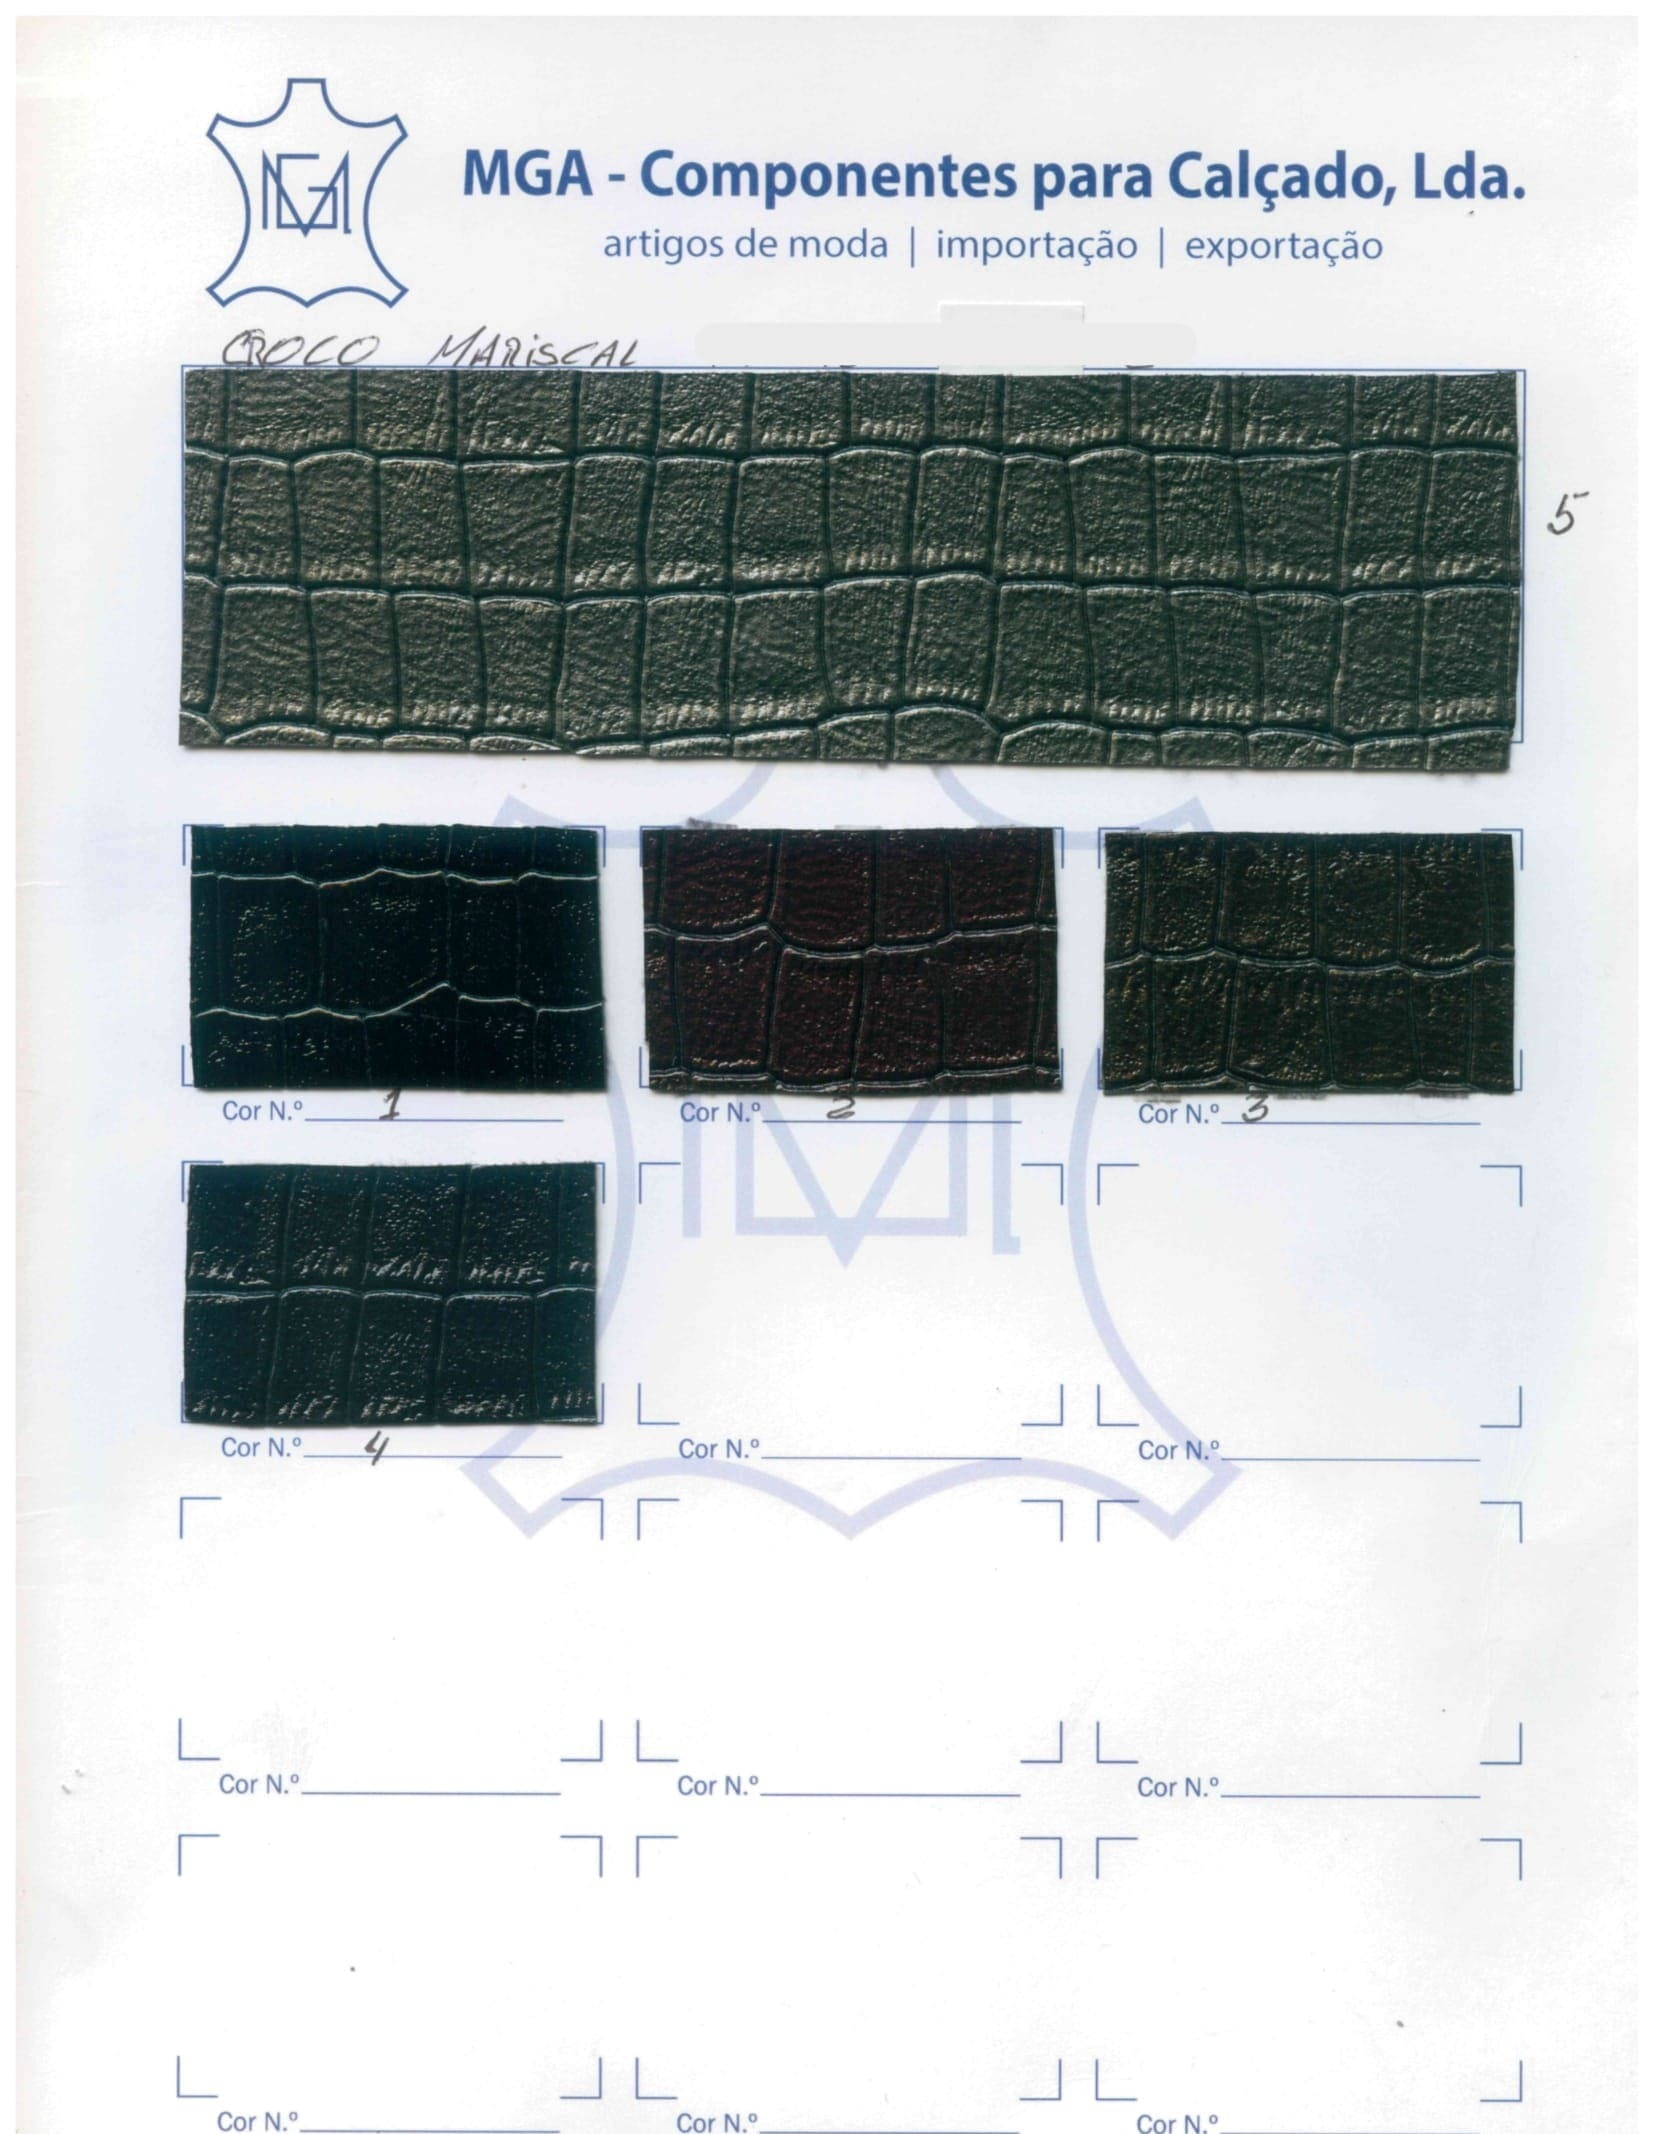 MGA
MGA - Componentes para Calçado, Lda.
artigos de moda | importação | exportação
CROCO MARISCAL
5
Cor N.º 1
Cor N.º 2
Cor N.º 3
Cor N.º 4
Cor N.º
Cor N.º
Cor N.º
Cor N.º
Cor N.º
Cor N.º
Cor N.º
Cor N.º